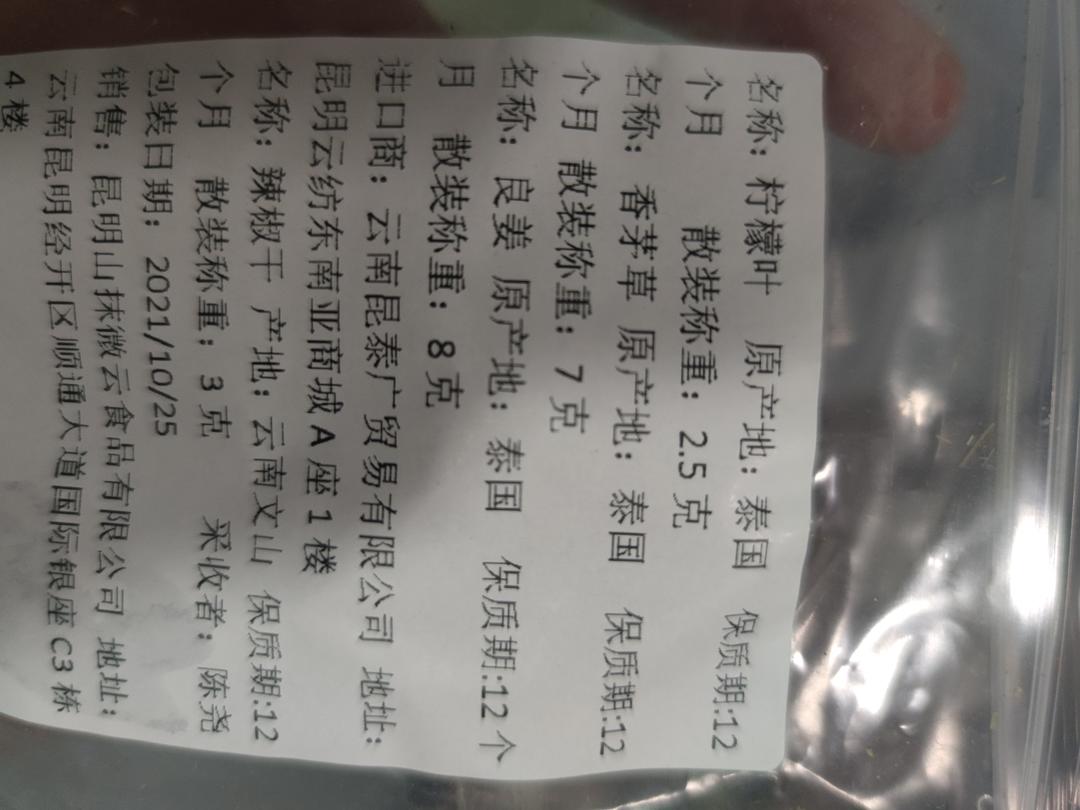 名称：柠檬叶 原产地：泰国 保质期:12
个月 散装称重：2.5 克
名称：香茅草 原产地：泰国 保质期:12
个月 散装称重：7 克
名称：良姜 原产地：泰国 保质期:12 个
月 散装称重：8 克
进口商：云南昆泰广贸易有限公司 地址：
昆明云纺东南亚商城 A 座 1 楼
名称：辣椒干 产地：云南文山 保质期:12
个月 散装称重：3 克 采收者：陈尧
包装日期：2021/10/25
销售：昆明山抹微云食品有限公司 地址：
云南昆明经开区顺通大道国际银座 C3 栋
4 楼